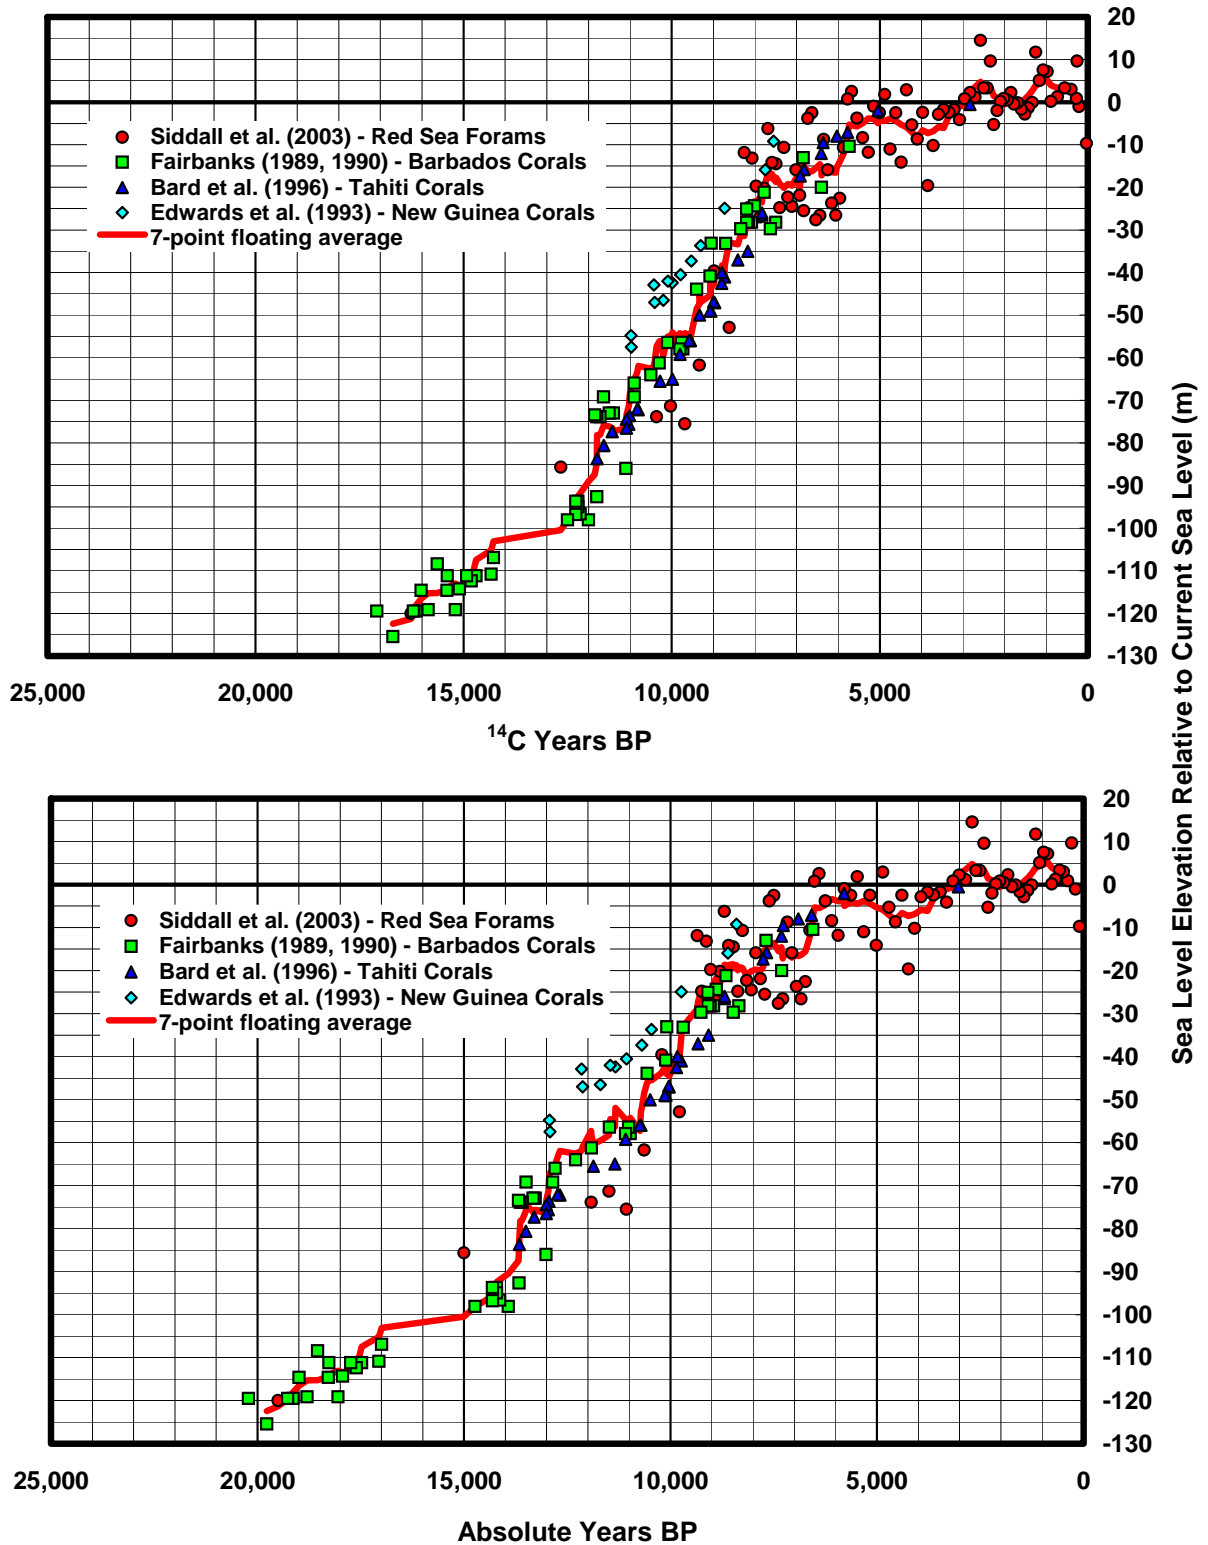 20
10
0
-10
-20
-30
-40
-50
-60
-70
-80
-90
-100
-110
-120
-130
Siddall et al. (2003) - Red Sea Forams
Fairbanks (1989, 1990) - Barbados Corals
Bard et al. (1996) - Tahiti Corals
Edwards et al. (1993) - New Guinea Corals
7-point floating average
25,000 20,000 15,000 10,000 5,000 0
14C Years BP
Sea Level Elevation Relative to Current Sea Level (m)
20
10
0
-10
-20
-30
-40
-50
-60
-70
-80
-90
-100
-110
-120
-130
Siddall et al. (2003) - Red Sea Forams
Fairbanks (1989, 1990) - Barbados Corals
Bard et al. (1996) - Tahiti Corals
Edwards et al. (1993) - New Guinea Corals
7-point floating average
25,000 20,000 15,000 10,000 5,000 0
Absolute Years BP